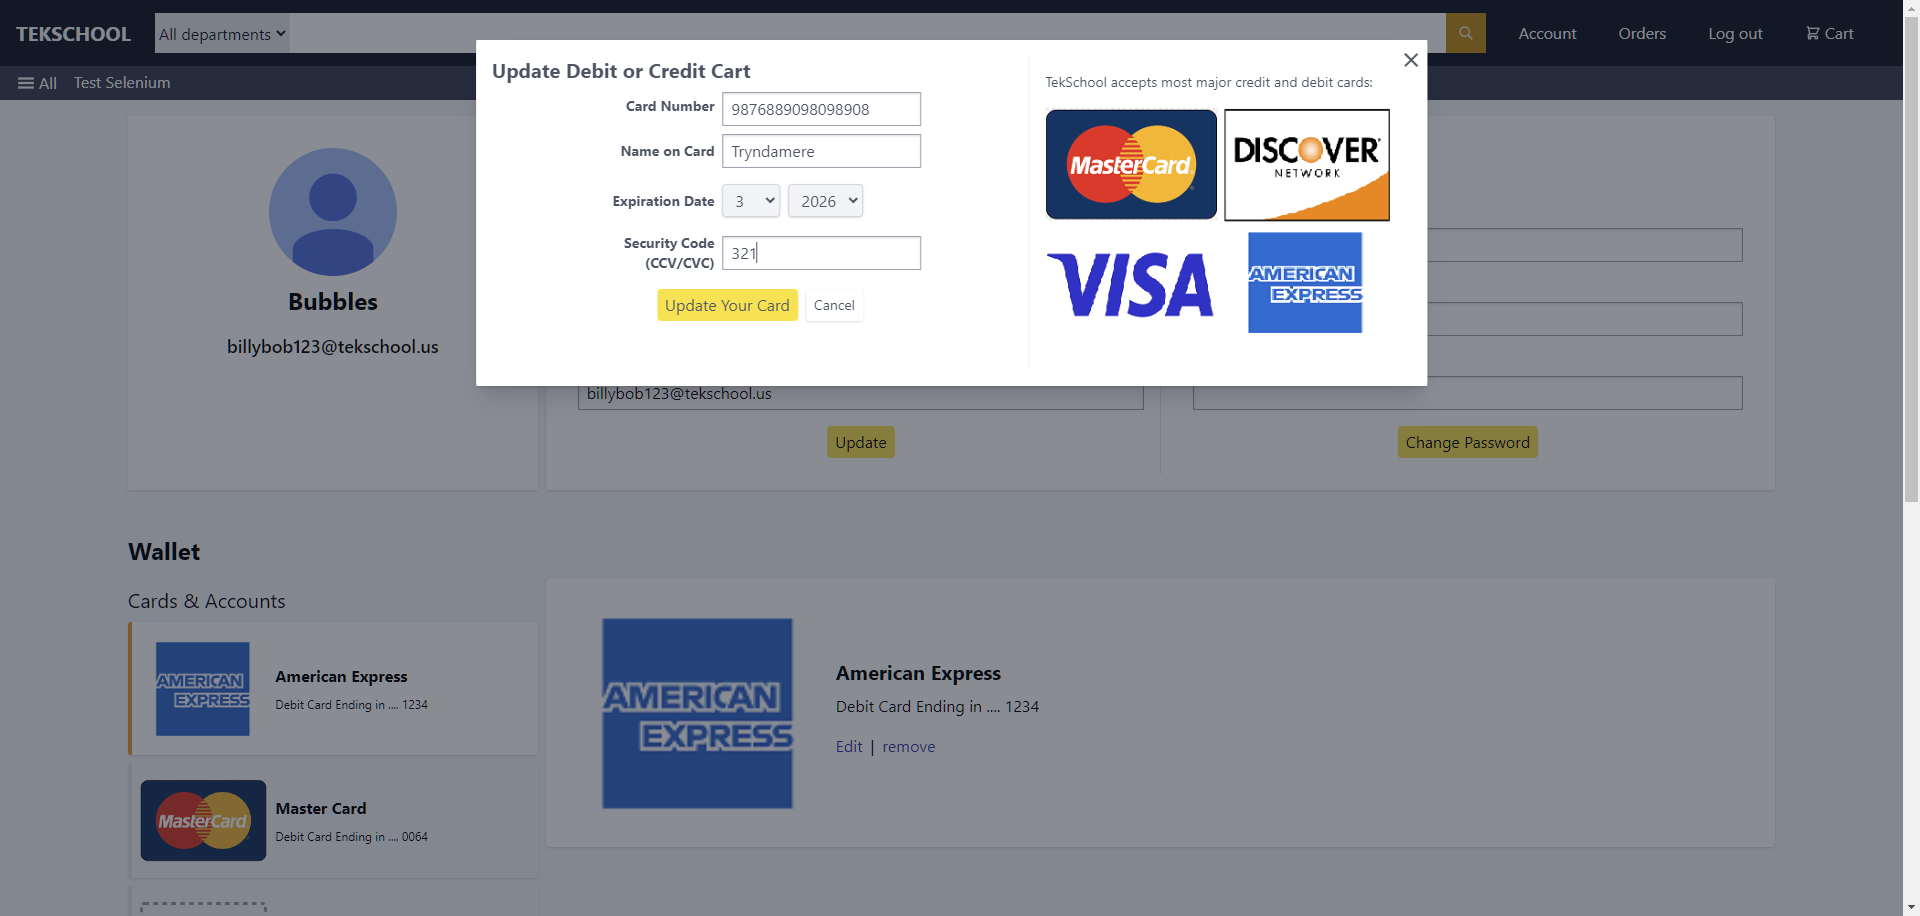 TEKSCHOOL
All departments
Account
Orders
Log out
Cart
All
Test Selenium
Update Debit or Credit Cart
Card Number
9876889098098908
Name on Card
Tryndamere
Expiration Date
3
2026
Security Code
(CCV/CVC)
321
Update Your Card
Cancel
TekSchool accepts most major credit and debit cards:
MasterCard
DISCOVER
NETWORK
VISA
AMERICAN
EXPRESS
Bubbles
billybob123@tekschool.us
billybob123@tekschool.us
Update
Change Password
Wallet
Cards & Accounts
AMERICAN
EXPRESS
American Express
Debit Card Ending in .... 1234
MasterCard
Master Card
Debit Card Ending in .... 0064
AMERICAN
EXPRESS
American Express
Debit Card Ending in .... 1234
Edit | remove